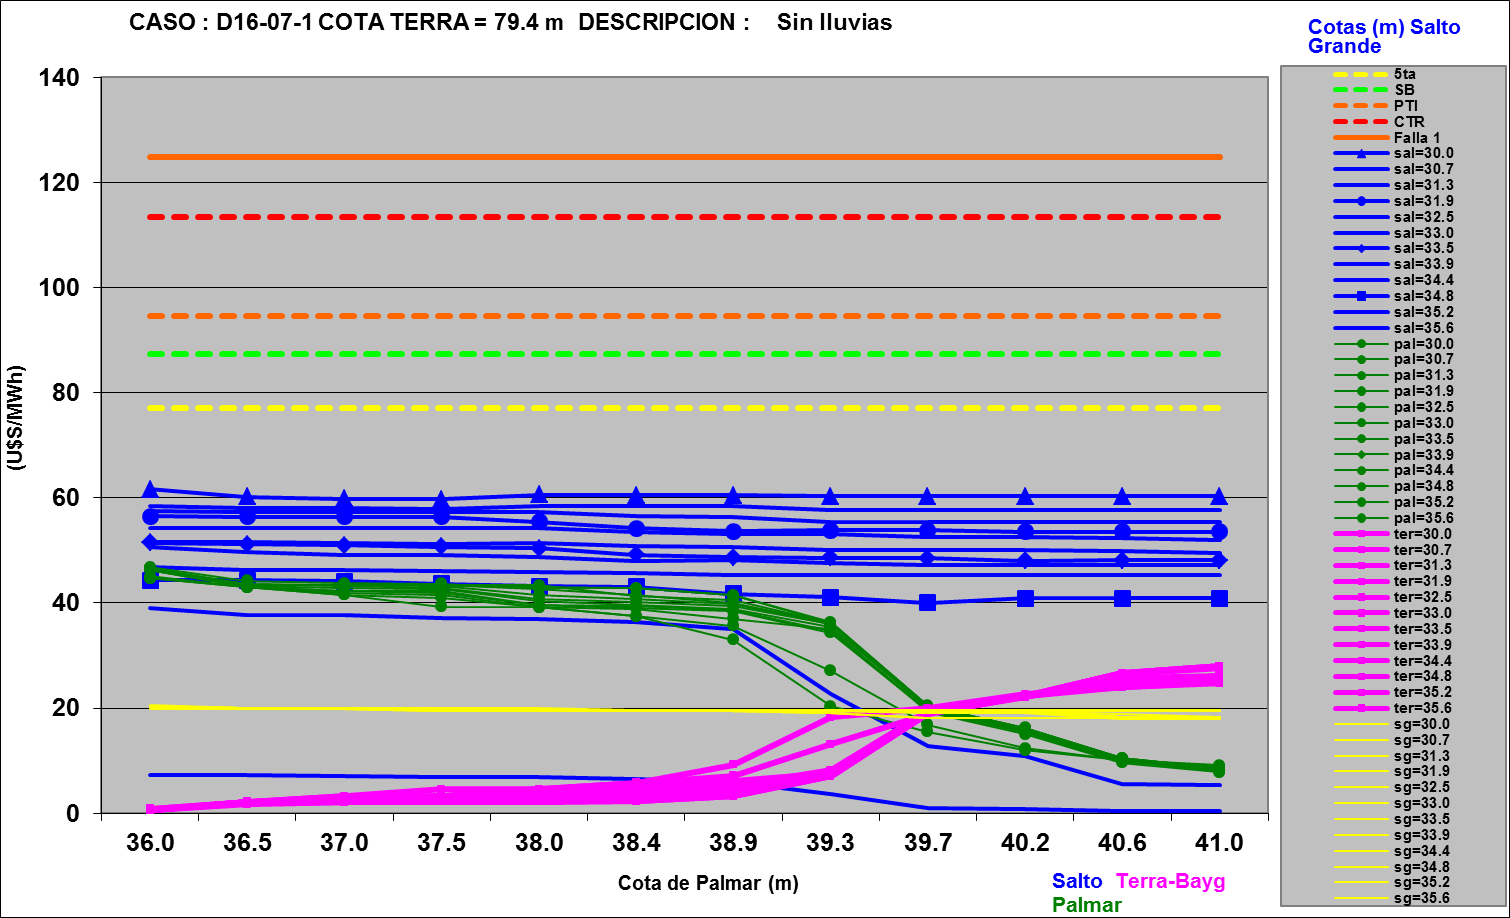 CASO : D16-07-1 COTA TERRA = 79.4 m DESCRIPCION : Sin lluvias
Cotas (m) Salto
Grande
140
120
100
80
60
40
20
0
(U$S/MWh)
36.0 36.5 37.0 37.5 38.0 38.4 38.9 39.3 39.7 40.2 40.6 41.0
Cota de Palmar (m)
Salto Terra-Bayg
Palmar
5ta
SB
PTI
CTR
Falla 1
sal=30.0
sal=30.7
sal=31.3
sal=31.9
sal=32.5
sal=33.0
sal=33.5
sal=33.9
sal=34.4
sal=34.8
sal=35.2
sal=35.6
pal=30.0
pal=30.7
pal=31.3
pal=31.9
pal=32.5
pal=33.0
pal=33.5
pal=33.9
pal=34.4
pal=34.8
pal=35.2
pal=35.6
ter=30.0
ter=30.7
ter=31.3
ter=31.9
ter=32.5
ter=33.0
ter=33.5
ter=33.9
ter=34.4
ter=34.8
ter=35.2
ter=35.6
sg=30.0
sg=30.7
sg=31.3
sg=31.9
sg=32.5
sg=33.0
sg=33.5
sg=33.9
sg=34.4
sg=34.8
sg=35.2
sg=35.6